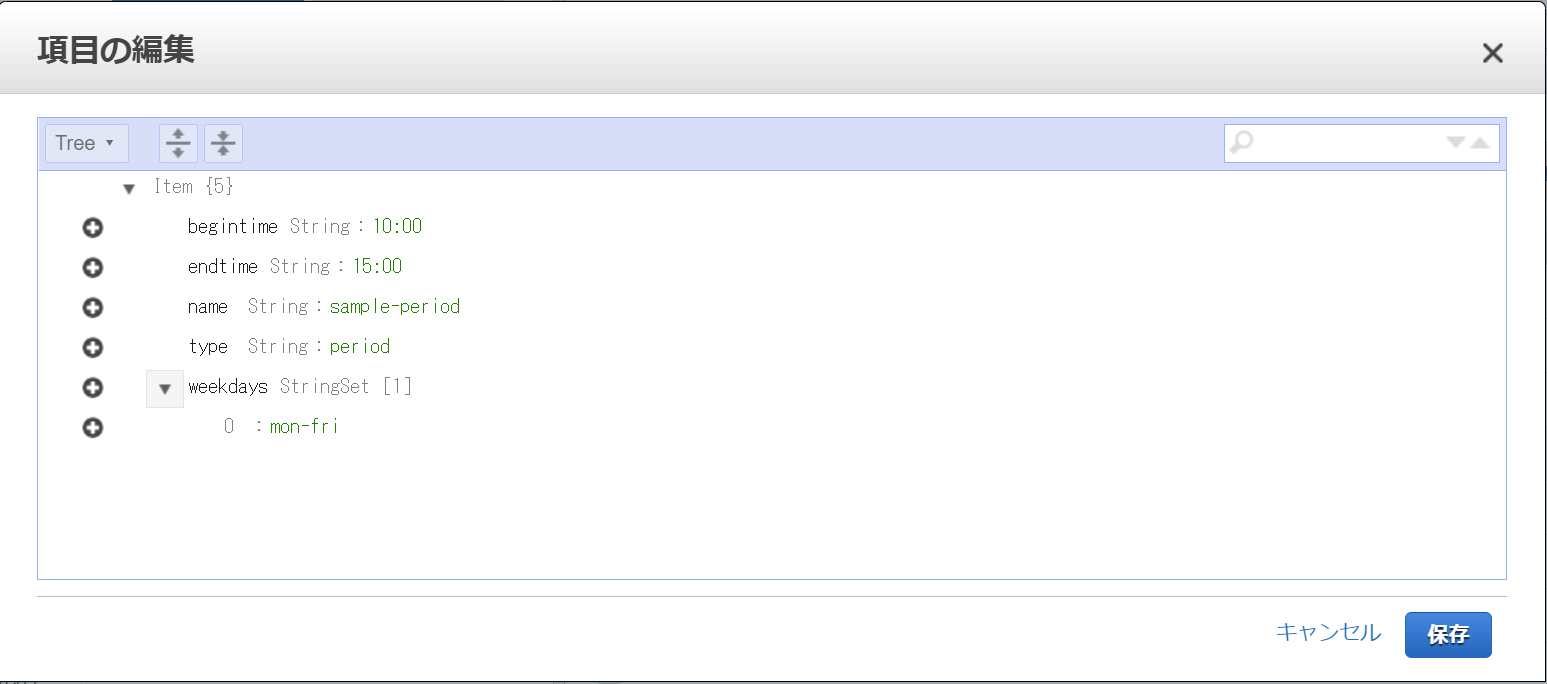 項目の編集
Tree
Item {5}
begintime String : 10:00
endtime String : 15:00
name String : sample-period
type String : period
weekdays StringSet [1]
0 : mon-fri
キャンセル 保存